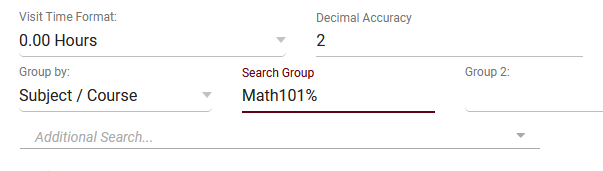 Visit Time Format: Decimal Accuracy
0.00 Hours 2
Group by: Search Group Group 2:
Subject / Course Math101%
Additional Search...